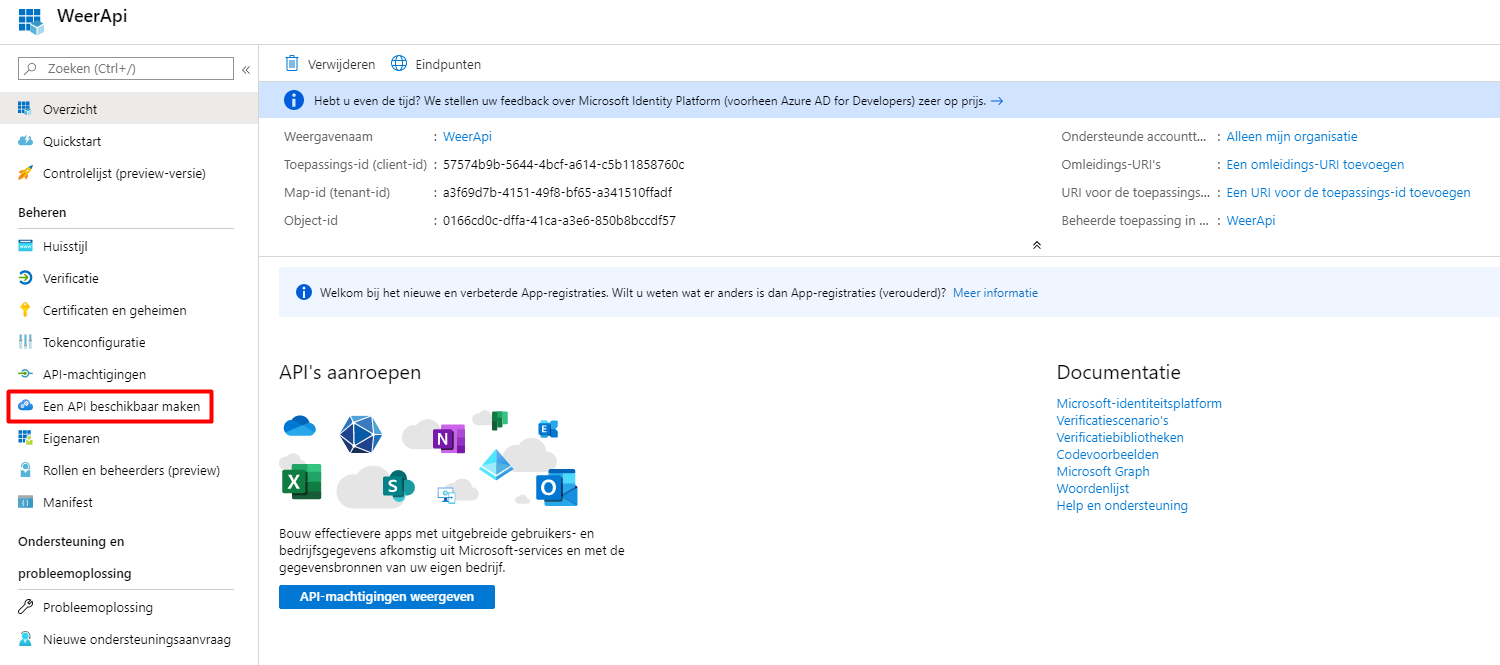 WeerApi
Zoeken (Ctrl+/)
«
Overzicht
Quickstart
Controlelijst (preview-versie)
Beheren
Huisstijl
Verificatie
Certificaten en geheimen
Tokenconfiguratie
API-machtigingen
Een API beschikbaar maken
Eigenaren
Rollen en beheerders (preview)
Manifest
Ondersteuning en
probleemoplossing
Probleemoplossing
Nieuwe ondersteuningsaanvraag
Verwijderen Eindpunten
Hebt u even de tijd? We stellen uw feedback over Microsoft Identity Platform (voorheen Azure AD for Developers) zeer op prijs. →
Weergavenaam : WeerApi
Toepassings-id (client-id) : 57574b9b-5644-4bcf-a614-c5b11858760c
Map-id (tenant-id) : a3f69d7b-4151-49f8-bf65-a341510ffadf
Object-id : 0166cd0c-dffa-41ca-a3e6-850b8bccdf57
Ondersteunde accountt... : Alleen mijn organisatie
Omleidings-URI's : Een omleidings-URI toevoegen
URI voor de toepassings... : Een URI voor de toepassings-id toevoegen
Beheerde toepassing in ... : WeerApi
Welkom bij het nieuwe en verbeterde App-registraties. Wilt u weten wat er anders is dan App-registraties (verouderd)? Meer informatie
API's aanroepen
N
E
X
S
O
Bouw effectievere apps met uitgebreide gebruikers- en
bedrijfsgegevens afkomstig uit Microsoft-services en met de
gegevensbronnen van uw eigen bedrijf.
API-machtigingen weergeven
Documentatie
Microsoft-identiteitsplatform
Verificatiescenario's
Verificatiebibliotheken
Codevoorbeelden
Microsoft Graph
Woordenlijst
Help en ondersteuning